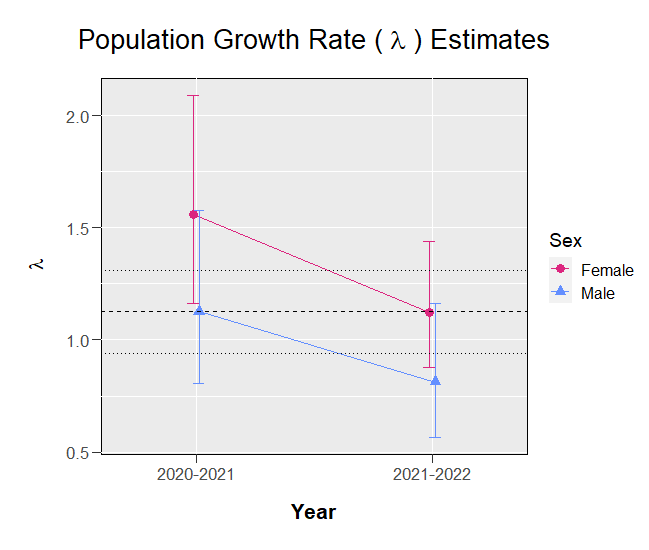 Population Growth Rate ( λ ) Estimates
2.0
1.5
1.0
0.5
λ
2020-2021
2021-2022
Year
Sex
Female
Male